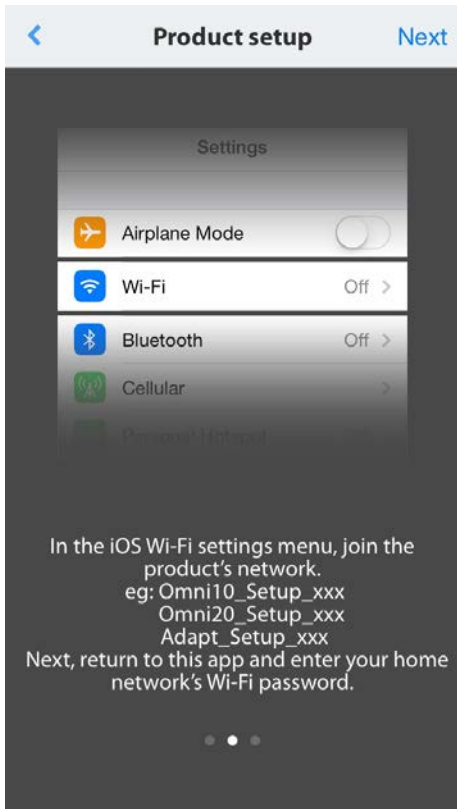 Product setup Next
Settings
Airplane Mode
Wi-Fi Off
Bluetooth Off
Cellular
Personal Hotspot
In the iOS Wi-Fi settings menu, join the
product’s network.
eg: Omni10_Setup_xxx
Omni20_Setup_xxx
Adapt_Setup_xxx
Next, return to this app and enter your home
network’s Wi-Fi password.